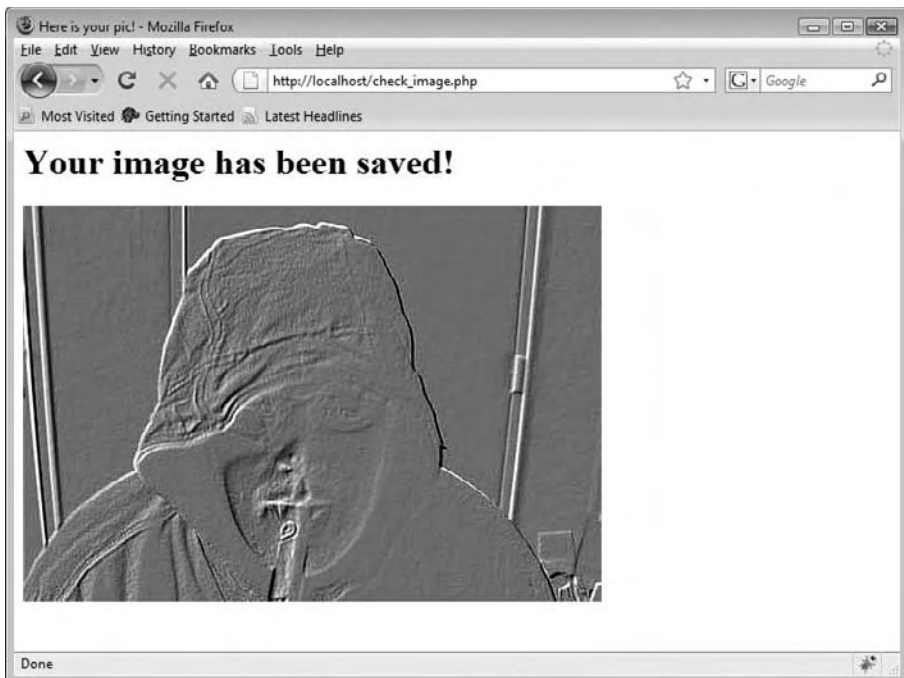 Here is your pic! - Mozilla Firefox
File Edit View History Bookmarks Tools Help
http://localhost/check_image.php
G Google
Most Visited Getting Started Latest Headlines
Your image has been saved!
Done